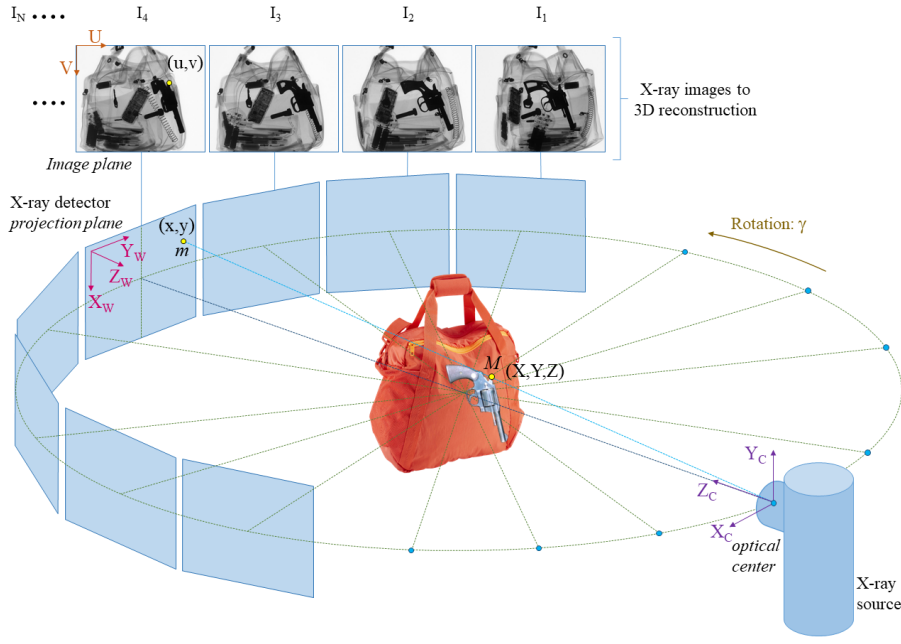 I_N ....
I_4
I_3
I_2
I_1
U
V
(u,v)
....
X-ray images to
3D reconstruction
Image plane
X-ray detector
projection plane
(x,y)
m
Y_W
Z_W
X_W
Rotation: γ
M (X,Y,Z)
Y_C
Z_C
X_C
optical
center
X-ray
source